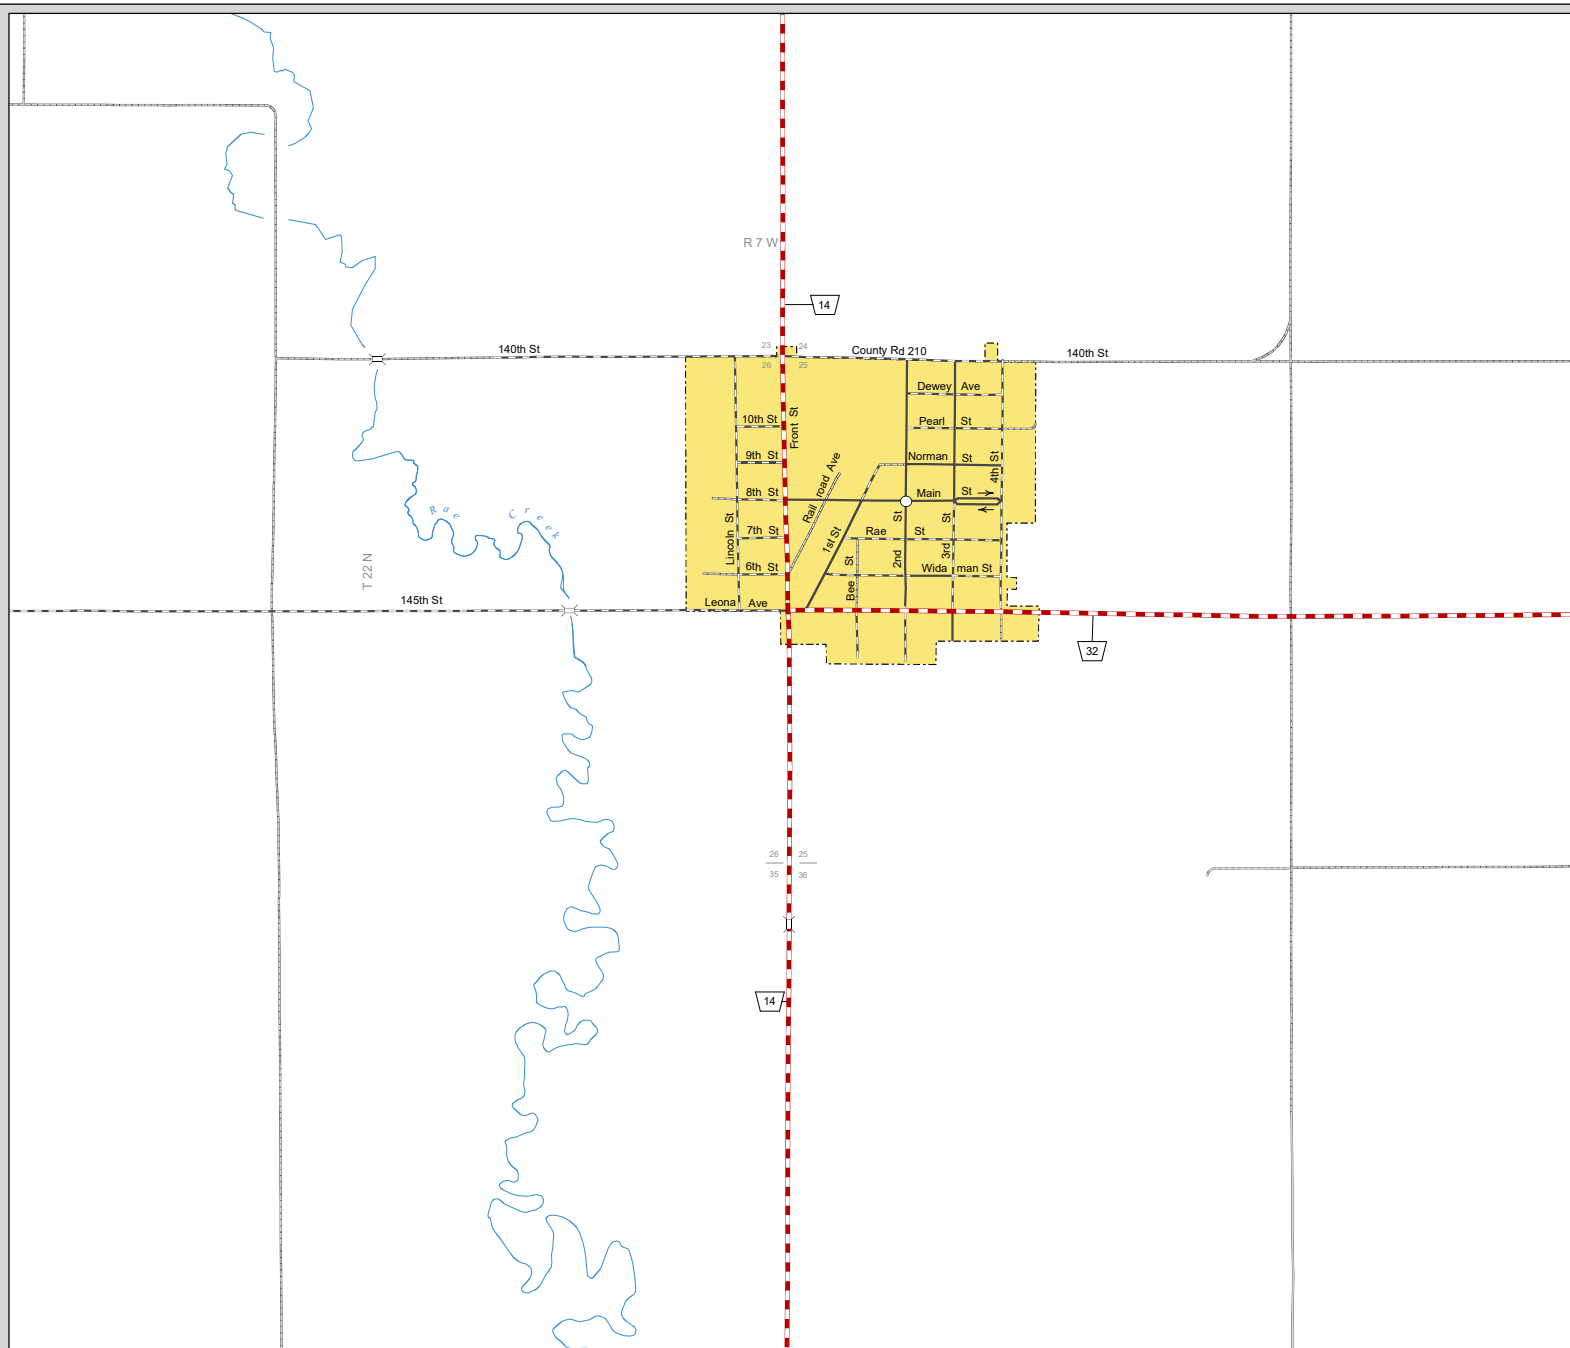 R 7 W
14
23 24
26 25
140th St
County Rd 210
140th St
Dewey Ave
10th St
Front St
Pearl St
9th St
Rail road Ave
Norman St
4th St
8th St
Main St
Rae Creek
Lincoln St
7th St
1st St
Rae St
2nd St
3rd St
T 22 N
6th St
Bee St
Wida man St
145th St
Leona Ave
32
26 25
35 36
14